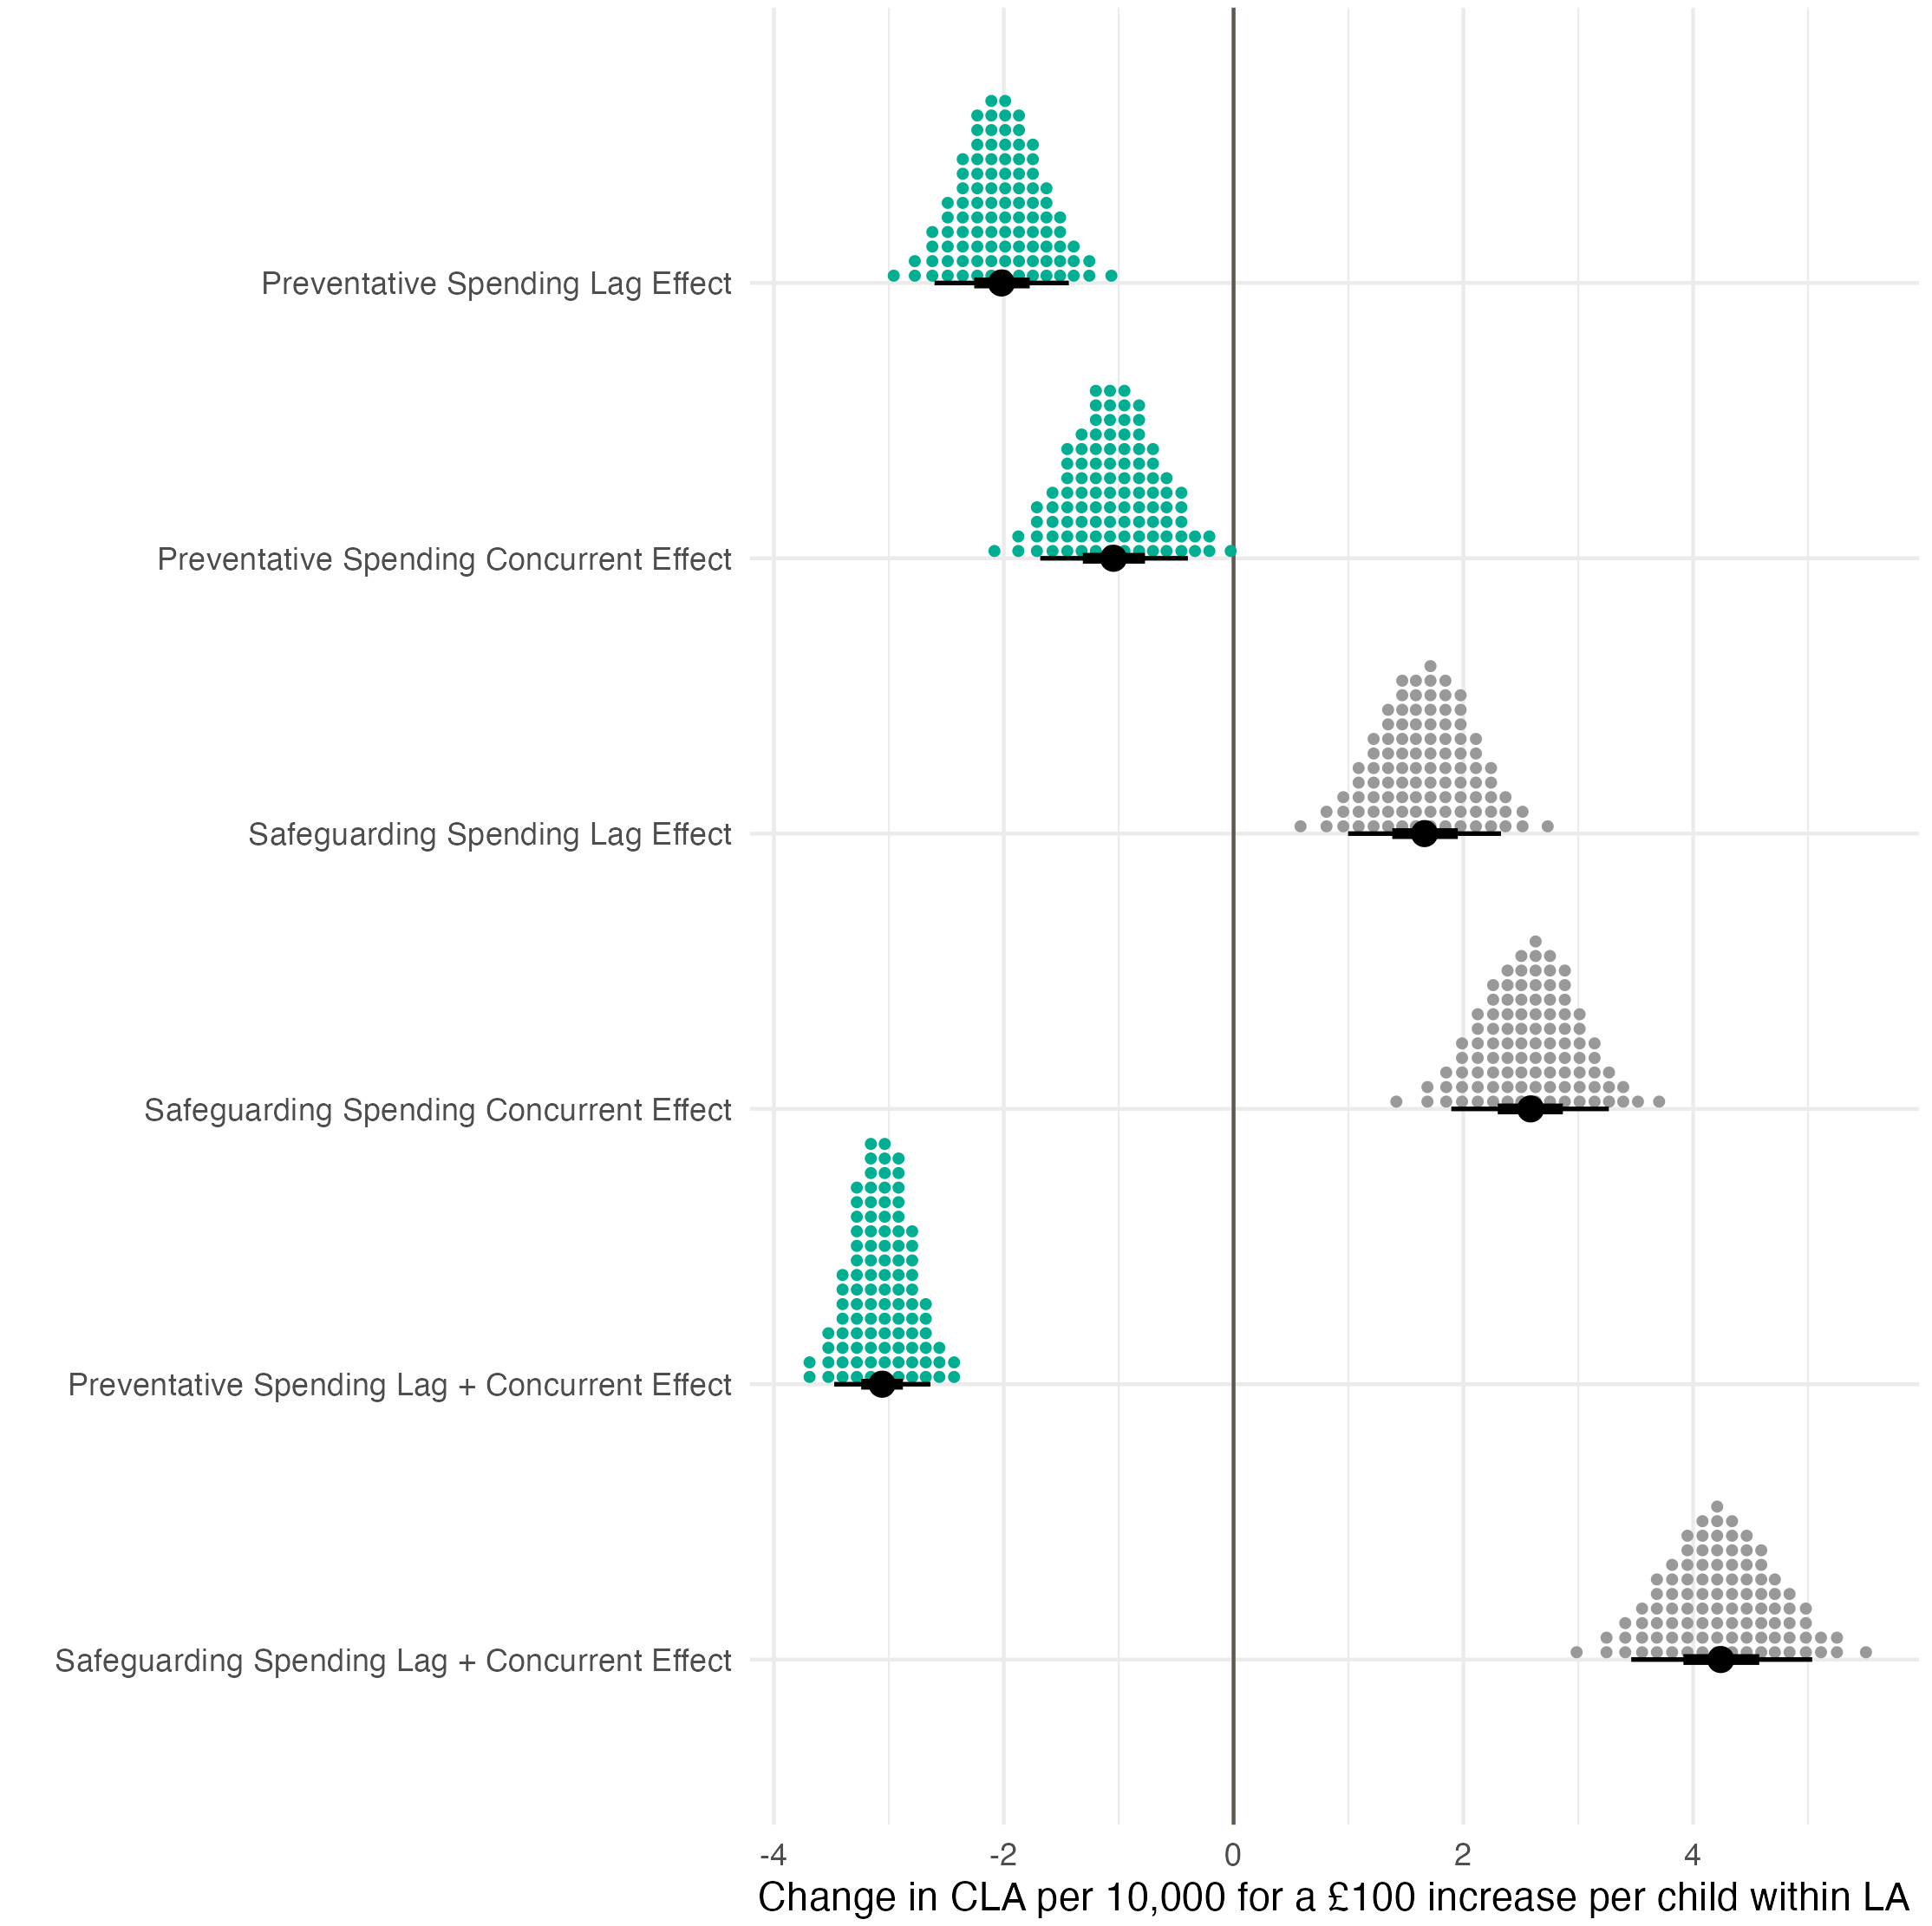 Preventative Spending Lag Effect
Preventative Spending Concurrent Effect
Safeguarding Spending Lag Effect
Safeguarding Spending Concurrent Effect
Preventative Spending Lag + Concurrent Effect
Safeguarding Spending Lag + Concurrent Effect
-4 -2 0 2 4
Change in CLA per 10,000 for a £100 increase per child within LA